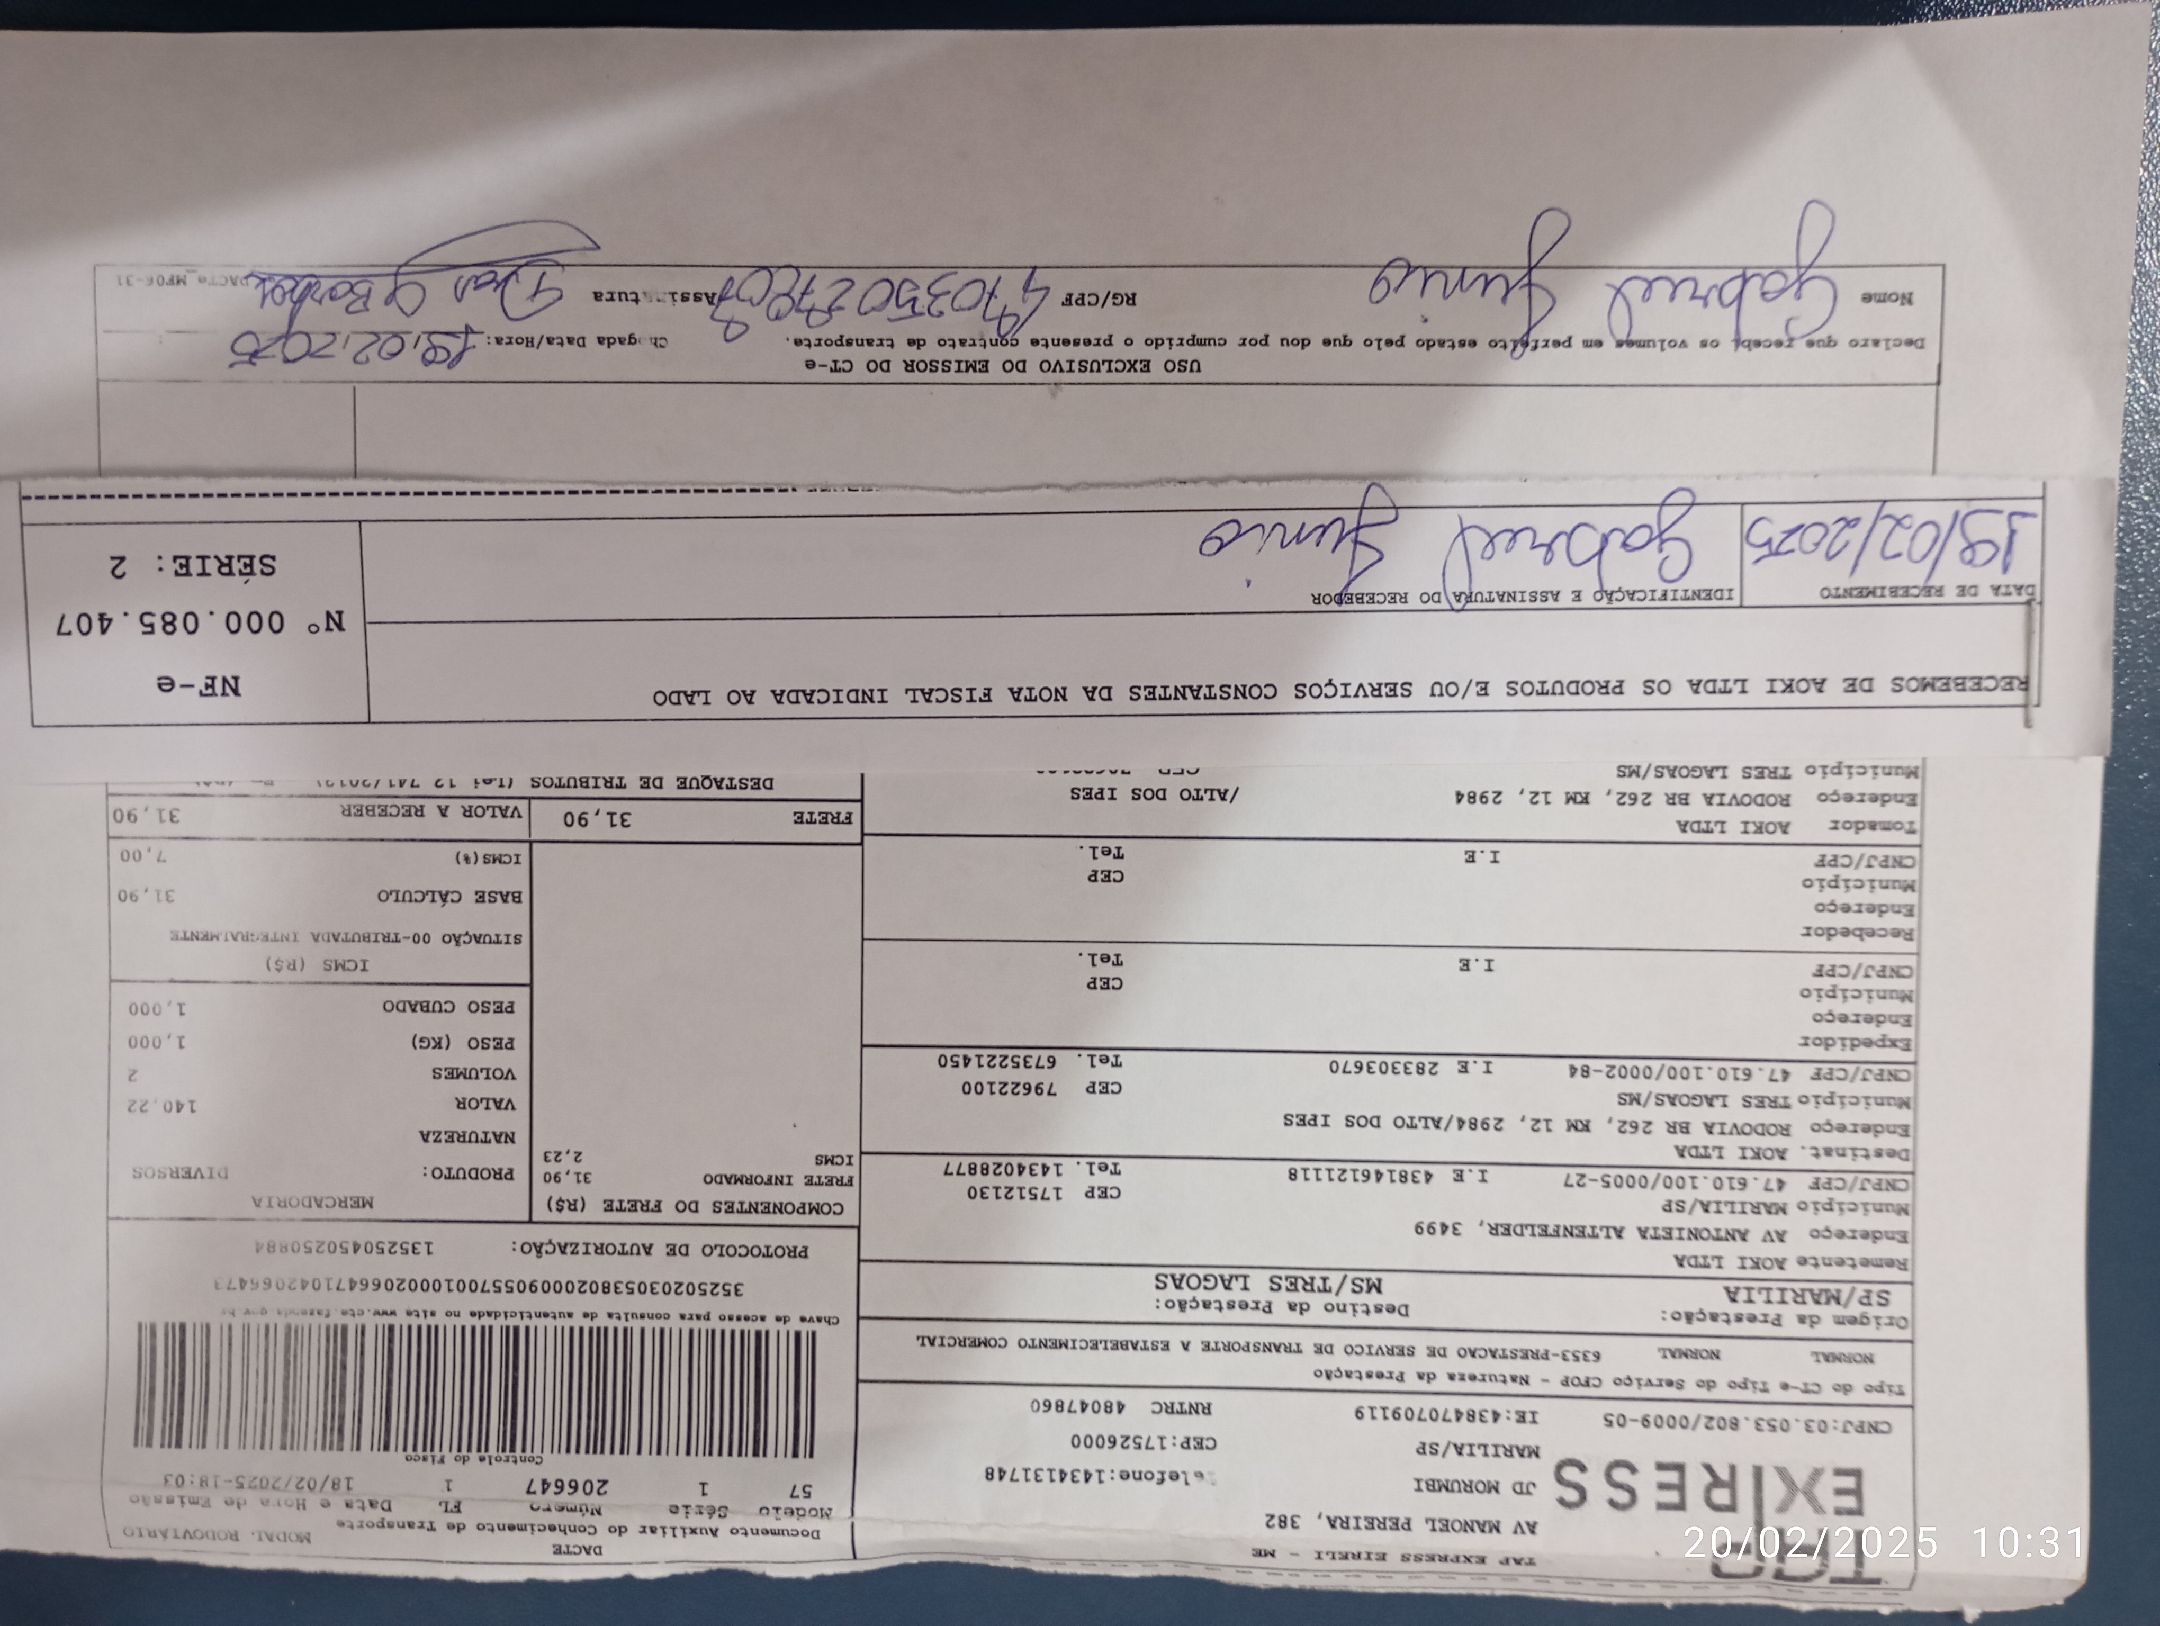 TAP EXPRESS EIRELI - ME
EXPRESS
AV MANOEL PEREIRA, 382
JD MORUMBI
MARILIA/SP
Telefone:1434131748
CEP:17526000
CNPJ:03.053.802/0009-05 IE:438470709119 RNTRC 48047860
Tipo do CT-e Tipo do Serviço CFOP - Natureza da Prestação
NORMAL NORMAL 6353-PRESTACAO DE SERVICO DE TRANSPORTE A ESTABELECIMENTO COMERCIAL
Origem da Prestação: Destino da Prestação:
SP/MARILIA MS/TRES LAGOAS
Remetente AOKI LTDA
Endereço AV ANTONIETA ALTENFELDER, 3499
Município MARILIA/SP CEP 17512130
CNPJ/CPF 47.610.100/0005-27 I.E 438146121118 Tel. 1434028877
Destinat. AOKI LTDA
Endereço RODOVIA BR 262, KM 12, 2984/ALTO DOS IPES
Município TRES LAGOAS/MS CEP 79622100
CNPJ/CPF 47.610.100/0002-84 I.E 283303670 Tel. 6735221450
Expedidor
Endereço
Município CEP
CNPJ/CPF I.E Tel.
Recebedor
Endereço
Município CEP
CNPJ/CPF I.E Tel.
Tomador AOKI LTDA
Endereço RODOVIA BR 262, KM 12, 2984 /ALTO DOS IPES
Município TRES LAGOAS/MS
DACTE
Documento Auxiliar do Conhecimento de Transporte
MODAL RODOVIÁRIO
Modelo Série Número FL Data e Hora de Emissão
57 1 206647 1 18/02/2025-18:03
Controle do Fisco
Chave de acesso para consulta de autenticidade no site www.cte.fazenda.gov.br
35250203053802000905570010002066471042066473
PROTOCOLO DE AUTORIZAÇÃO: 135250450250884
COMPONENTES DO FRETE (R$)
FRETE INFORMADO 31,90
ICMS 2,23
MERCADORIA
PRODUTO: DIVERSOS
NATUREZA
VALOR 140,22
VOLUMES 2
PESO (KG) 1,000
PESO CUBADO 1,000
ICMS (R$)
SITUAÇÃO 00-TRIBUTADA INTEGRALMENTE
BASE CÁLCULO 31,90
ICMS(%) 7,00
FRETE 31,90 VALOR A RECEBER 31,90
DESTAQUE DE TRIBUTOS (Lei 12.741/2012)
RECEBEMOS DE AOKI LTDA OS PRODUTOS E/OU SERVIÇOS CONSTANTES DA NOTA FISCAL INDICADA AO LADO
DATA DE RECEBIMENTO IDENTIFICAÇÃO E ASSINATURA DO RECEBEDOR
19/02/2025 Gabriel Junio
NF-e
N° 000.085.407
SÉRIE: 2
USO EXCLUSIVO DO EMISSOR DO CT-e
Declaro que recebi os volumes em perfeito estado pelo que dou por cumprido o presente contrato de transporte. Chegada Data/Hora: 19,02,2025
Nome Gabriel Junio RG/CPF Assinatura
DACTe_MF06-31
20/02/2025 10:31